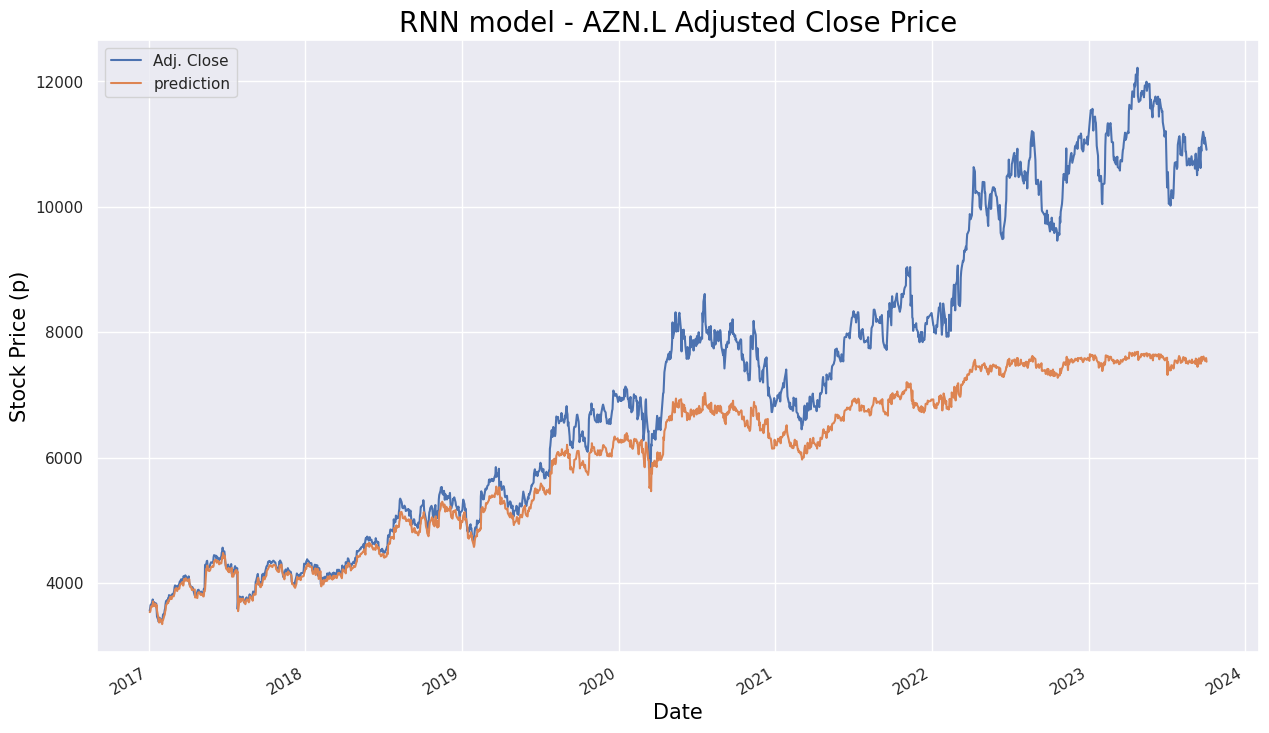 RNN model - AZN.L Adjusted Close Price
Adj. Close
prediction
Stock Price (p)
12000
10000
8000
6000
4000
2017
2018
2019
2020
2021
2022
2023
2024
Date